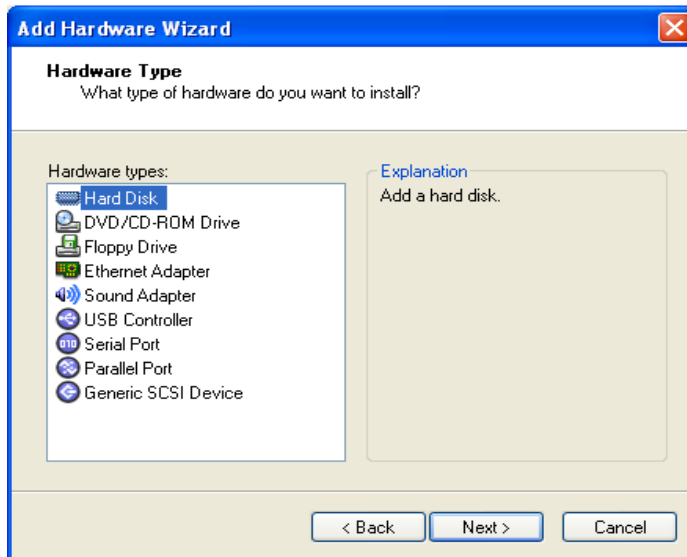 Add Hardware Wizard
Hardware Type
What type of hardware do you want to install?
Hardware types:
Hard Disk
DVD/CD-ROM Drive
Floppy Drive
Ethernet Adapter
Sound Adapter
USB Controller
Serial Port
Parallel Port
Generic SCSI Device
Explanation
Add a hard disk.
< Back
Next >
Cancel